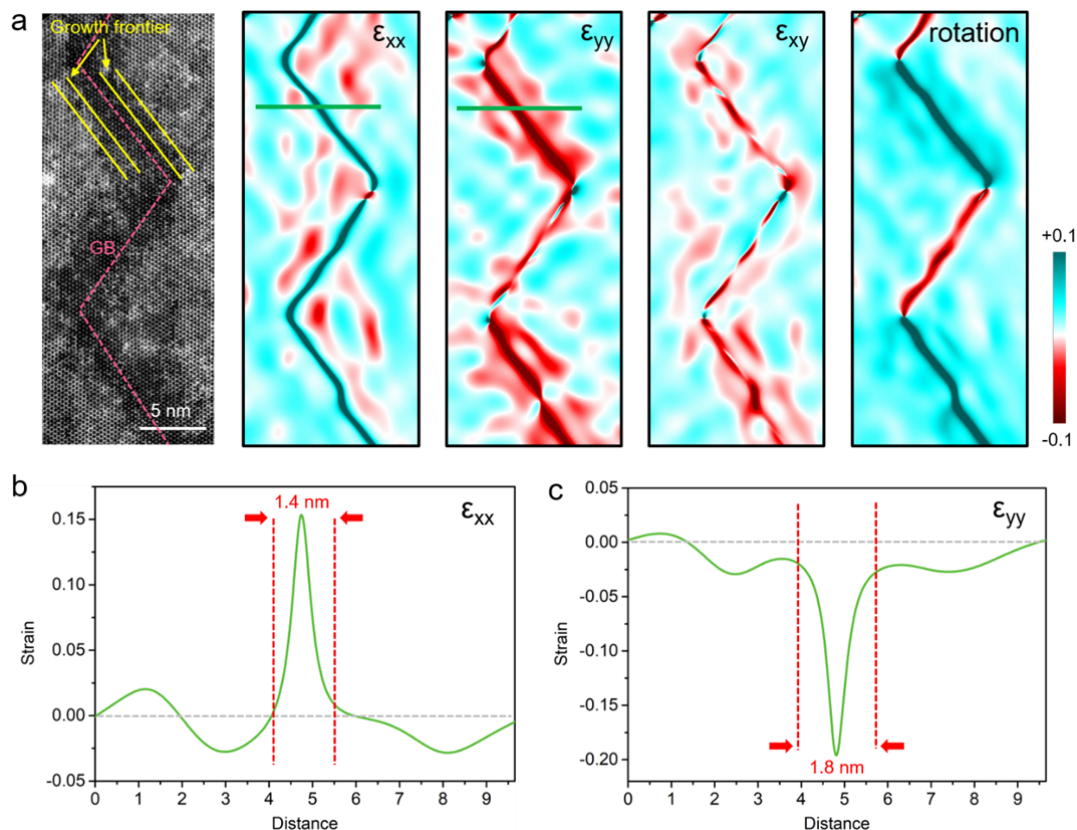 a
Growth frontier
GB
5 nm
εxx
εyy
εxy
rotation
+0.1
-0.1
b
1.4 nm
εxx
0.15
0.10
0.05
0.00
-0.05
Strain
0 1 2 3 4 5 6 7 8 9
Distance
c
εyy
0.05
0.00
-0.05
-0.10
-0.15
-0.20
Strain
1.8 nm
0 1 2 3 4 5 6 7 8 9
Distance